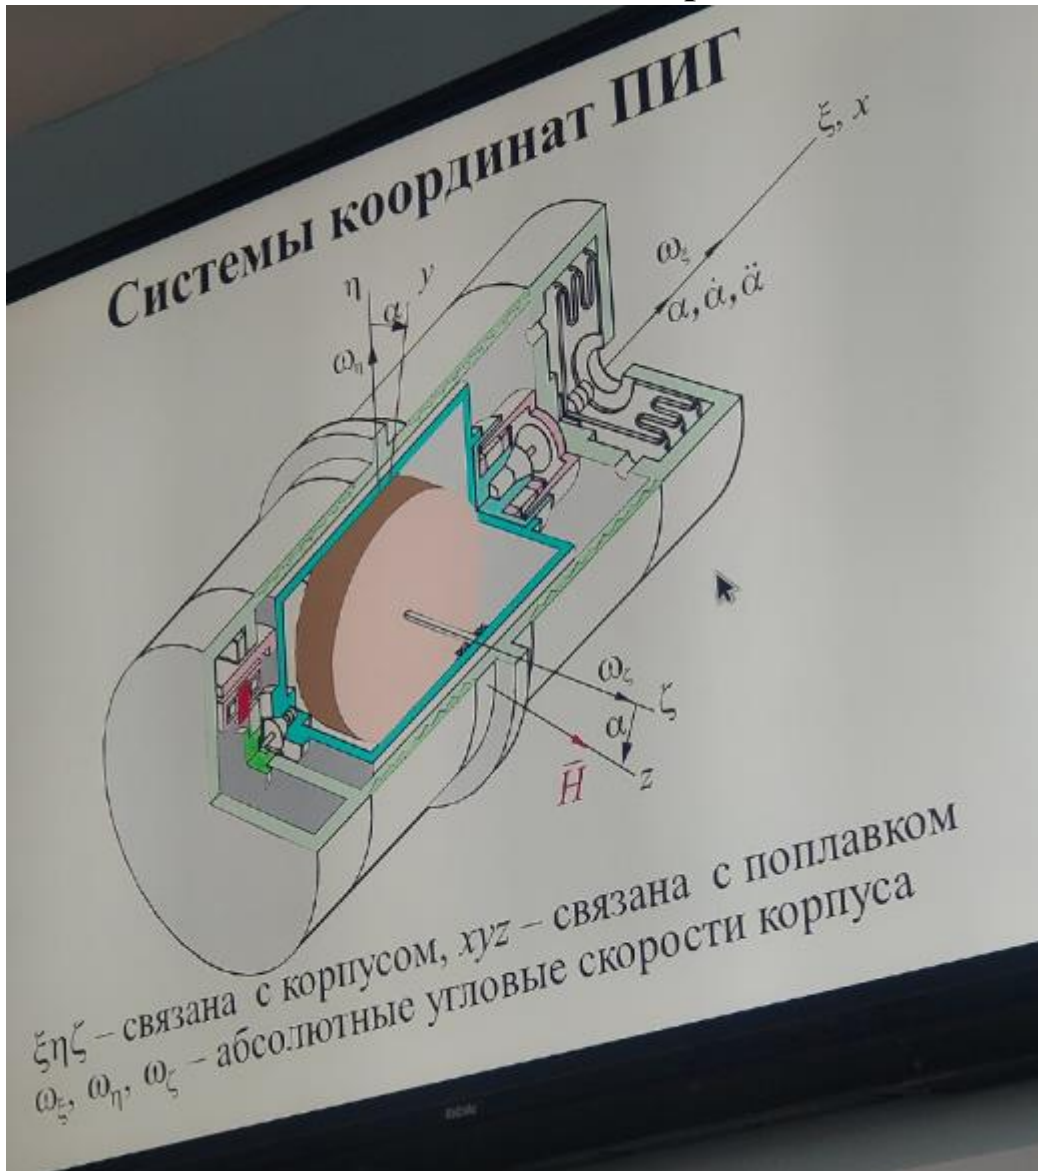 Системы координат ПИГ
ξ, x
ω_ξ
α, α̇, α̈
η
y
α
ω_η
ω_ζ
ζ
α
H̄
z
ξηζ – связана с корпусом, xyz – связана с поплавком
ω_ξ, ω_η, ω_ζ – абсолютные угловые скорости корпуса